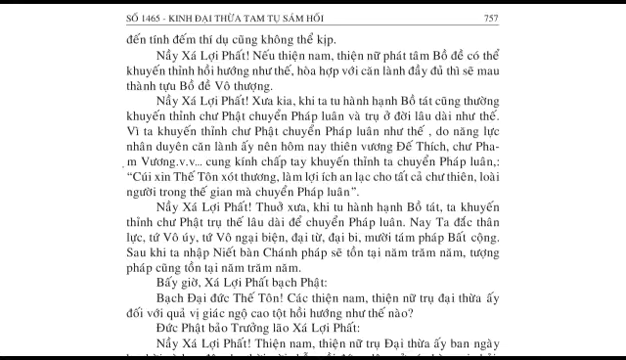 SỐ 1465 - KINH ĐẠI THỪA TAM TỤ SÁM HỐI 757
đến tính đếm thí dụ cũng không thể kịp.
Nầy Xá Lợi Phất! Nếu thiện nam, thiện nữ phát tâm Bồ đề có thể
khuyến thỉnh hồi hướng như thế, hòa hợp với căn lành đầy đủ thì sẽ mau
thành tựu Bồ đề Vô thượng.
Nầy Xá Lợi Phất! Xưa kia, khi ta tu hành hạnh Bồ tát cũng thường
khuyến thỉnh chư Phật chuyển Pháp luân và trụ ở đời lâu dài như thế.
Vì ta khuyến thỉnh chư Phật chuyển Pháp luân như thế , do năng lực
nhân duyên căn lành ấy nên hôm nay thiên vương Đế Thích, chư Pha-
m Vương.v.v... cung kính chấp tay khuyến thỉnh ta chuyển Pháp luân,:
“Cúi xin Thế Tôn xót thương, làm lợi ích an lạc cho tất cả chư thiên, loài
người trong thế gian mà chuyển Pháp luân”.
Nầy Xá Lợi Phất! Thuở xưa, khi tu hành hạnh Bồ tát, ta khuyến
thỉnh chư Phật trụ thế lâu dài để chuyển Pháp luân. Nay Ta đắc thân
lực, tứ Vô úy, tứ Vô ngại biện, đại từ, đại bi, mười tám pháp Bất cộng.
Sau khi ta nhập Niết bàn Chánh pháp sẽ tồn tại năm trăm năm, tượng
pháp cũng tồn tại năm trăm năm.
Bấy giờ, Xá Lợi Phất bạch Phật:
Bạch Đại đức Thế Tôn! Các thiện nam, thiện nữ trụ đại thừa ấy
đối với quả vị giác ngộ cao tột hồi hướng như thế nào?
Đức Phật bảo Trưởng lão Xá Lợi Phất:
Nầy Xá Lợi Phất! Thiện nam, thiện nữ trụ Đại thừa ấy ban ngày